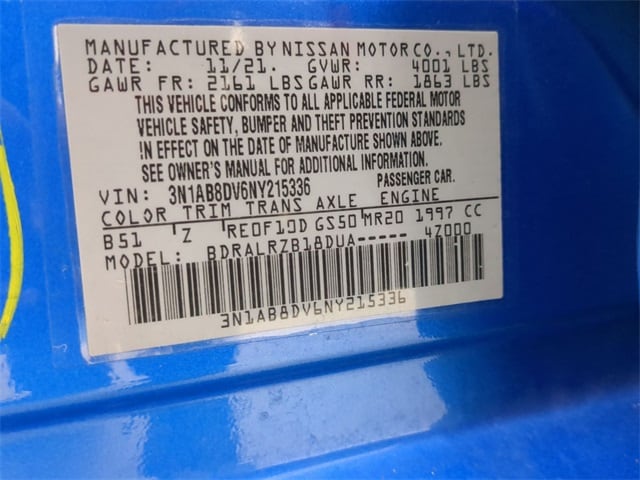 MANUFACTURED BY NISSAN MOTOR CO., LTD.
DATE: 11/21. GVWR: 4001 LBS
GAWR FR: 2161 LBS GAWR RR: 1863 LBS
THIS VEHICLE CONFORMS TO ALL APPLICABLE FEDERAL MOTOR
VEHICLE SAFETY, BUMPER AND THEFT PREVENTION STANDARDS
IN EFFECT ON THE DATE OF MANUFACTURE SHOWN ABOVE.
SEE OWNER'S MANUAL FOR ADDITIONAL INFORMATION.
VIN: 3N1AB8DV6NY215336 PASSENGER CAR.
COLOR TRIM TRANS AXLE ENGINE
B51 Z RE0F10D GS50 MR20 1997 CC
MODEL: BDRALRZB18DUA----- 4Z000
3N1AB8DV6NY215336